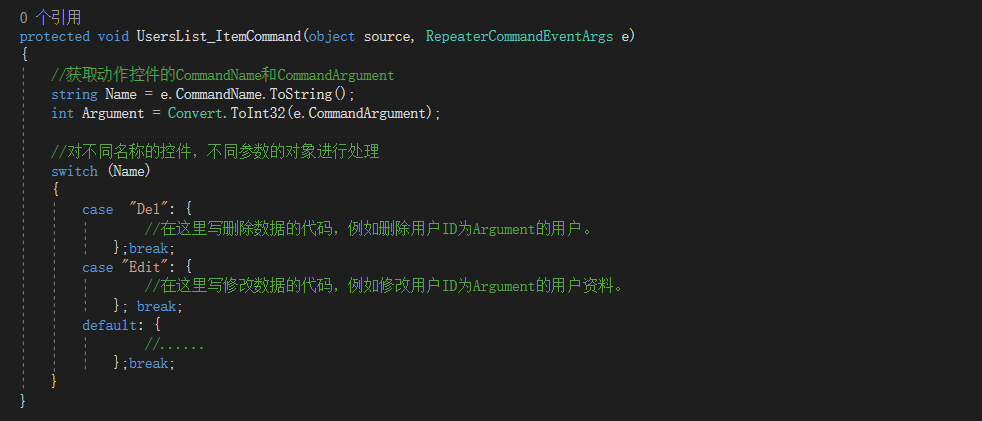 0 个引用
protected void UsersList_ItemCommand(object source, RepeaterCommandEventArgs e)
{
//获取动作控件的CommandName和CommandArgument
string Name = e.CommandName.ToString();
int Argument = Convert.ToInt32(e.CommandArgument);
//对不同名称的控件，不同参数的对象进行处理
switch (Name)
{
case  "Del": {
//在这里写删除数据的代码，例如删除用户ID为Argument的用户。
};break;
case "Edit": {
//在这里写修改数据的代码，例如修改用户ID为Argument的用户资料。
}; break;
default: {
//......
};break;
}
}